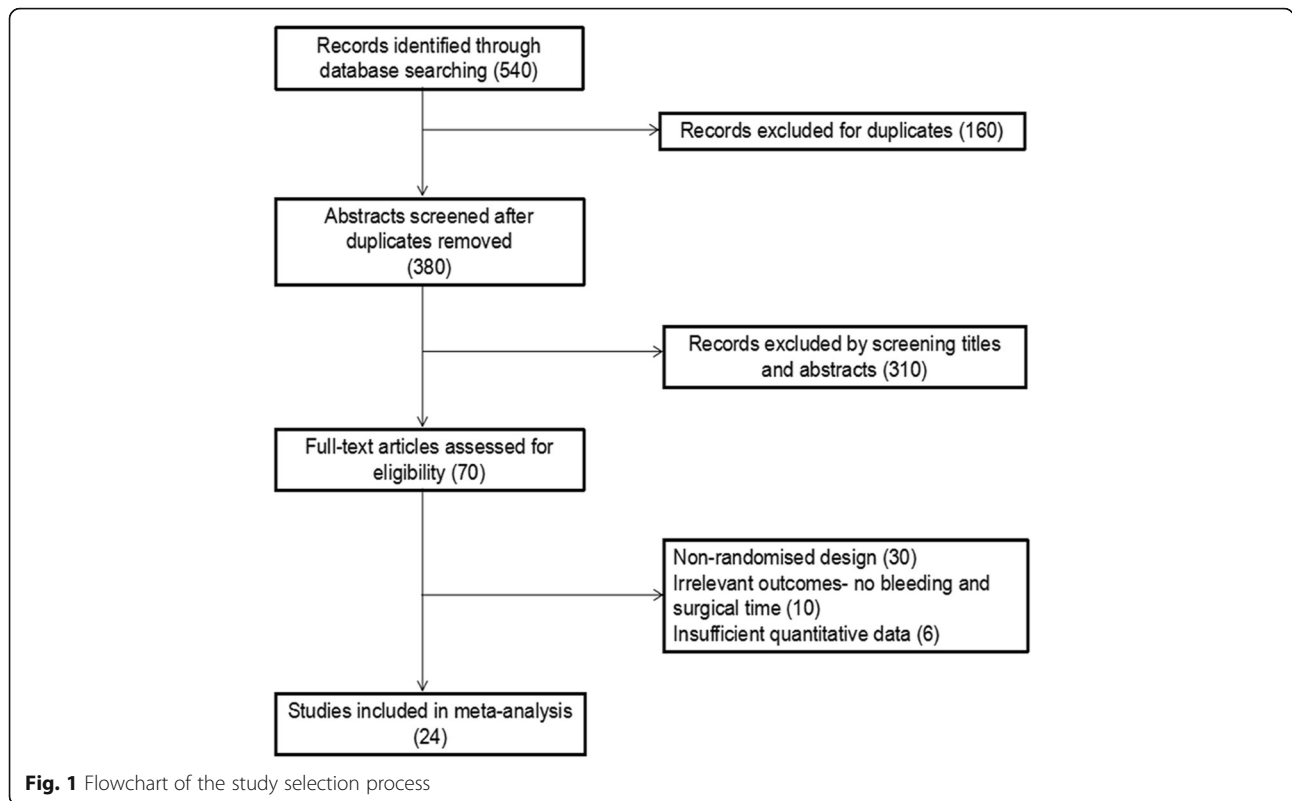 Records identified through
database searching (540)
Records excluded for duplicates (160)
Abstracts screened after
duplicates removed
(380)
Records excluded by screening titles
and abstracts (310)
Full-text articles assessed for
eligibility (70)
Non-randomised design (30)
Irrelevant outcomes- no bleeding and
surgical time (10)
Insufficient quantitative data (6)
Studies included in meta-analysis
(24)
Fig. 1 Flowchart of the study selection process